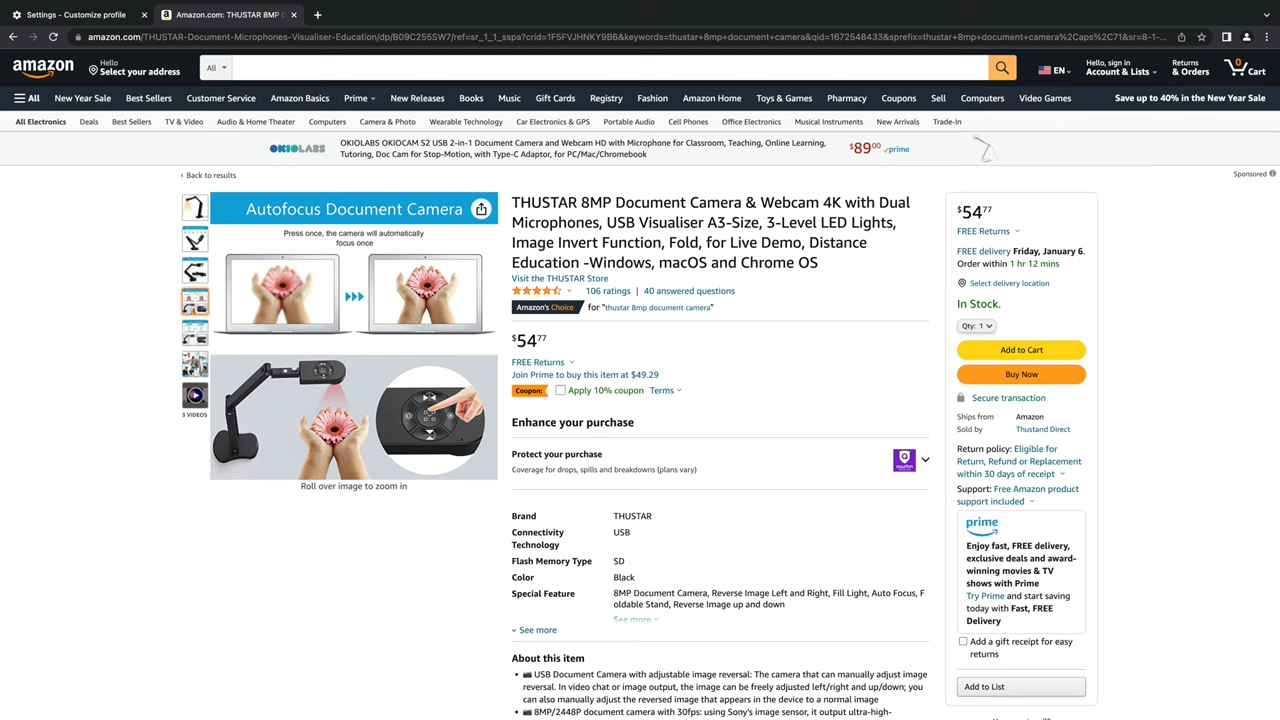 Settings - Customize profile
Amazon.com: THUSTAR 8MP D
amazon.com/THUSTAR-Document-Microphones-Visualiser-Education/dp/B09C255SW7/ref=sr_1_1_sspa?crid=1F5FVJHNKY9B6&keywords=thustar+8mp+document+camera&qid=1672548433&sprefix=thustar+8mp+document+camera%2Caps%2C71&sr=8-1-...
amazon
Hello
Select your address
All
EN
Hello, sign in
Account & Lists
Returns
& Orders
0
Cart
All
New Year Sale
Best Sellers
Customer Service
Amazon Basics
Prime
New Releases
Books
Music
Gift Cards
Registry
Fashion
Amazon Home
Toys & Games
Pharmacy
Coupons
Sell
Computers
Video Games
Save up to 40% in the New Year Sale
All Electronics
Deals
Best Sellers
TV & Video
Audio & Home Theater
Computers
Camera & Photo
Wearable Technology
Car Electronics & GPS
Portable Audio
Cell Phones
Office Electronics
Musical Instruments
New Arrivals
Trade-In
OKIOLABS
OKIOLABS OKIOCAM S2 USB 2-in-1 Document Camera and Webcam HD with Microphone for Classroom, Teaching, Online Learning,
Tutoring, Doc Cam for Stop-Motion, with Type-C Adaptor, for PC/Mac/Chromebook
$89.00 prime
Sponsored
‹ Back to results
3 VIDEOS
Autofocus Document Camera
Press once, the camera will automatically
focus once
Roll over image to zoom in
THUSTAR 8MP Document Camera & Webcam 4K with Dual
Microphones, USB Visualiser A3-Size, 3-Level LED Lights,
Image Invert Function, Fold, for Live Demo, Distance
Education -Windows, macOS and Chrome OS
Visit the THUSTAR Store
106 ratings | 40 answered questions
Amazon's Choice for "thustar 8mp document camera"
$54.77
FREE Returns
Join Prime to buy this item at $49.29
Coupon: Apply 10% coupon Terms
Enhance your purchase
Protect your purchase
Coverage for drops, spills and breakdowns (plans vary)
asurion
Brand THUSTAR
Connectivity Technology USB
Flash Memory Type SD
Color Black
Special Feature 8MP Document Camera, Reverse Image Left and Right, Fill Light, Auto Focus, F
oldable Stand, Reverse Image up and down
See more
See more
About this item
• USB Document Camera with adjustable image reversal: The camera that can manually adjust image
reversal. In video chat or image output, the image can be freely adjusted left/right and up/down; you
can also manually adjust the reversed image that appears in the device to a normal image
• 8MP/2448P document camera with 30fps: using Sony's image sensor, it output ultra-high-
$54.77
FREE Returns
FREE delivery Friday, January 6.
Order within 1 hr 12 mins
Select delivery location
In Stock.
Qty: 1
Add to Cart
Buy Now
Secure transaction
Ships from Amazon
Sold by Thustand Direct
Return policy: Eligible for
Return, Refund or Replacement
within 30 days of receipt
Support: Free Amazon product
support included
prime
Enjoy fast, FREE delivery,
exclusive deals and award-
winning movies & TV
shows with Prime
Try Prime and start saving
today with Fast, FREE
Delivery
Add a gift receipt for easy
returns
Add to List